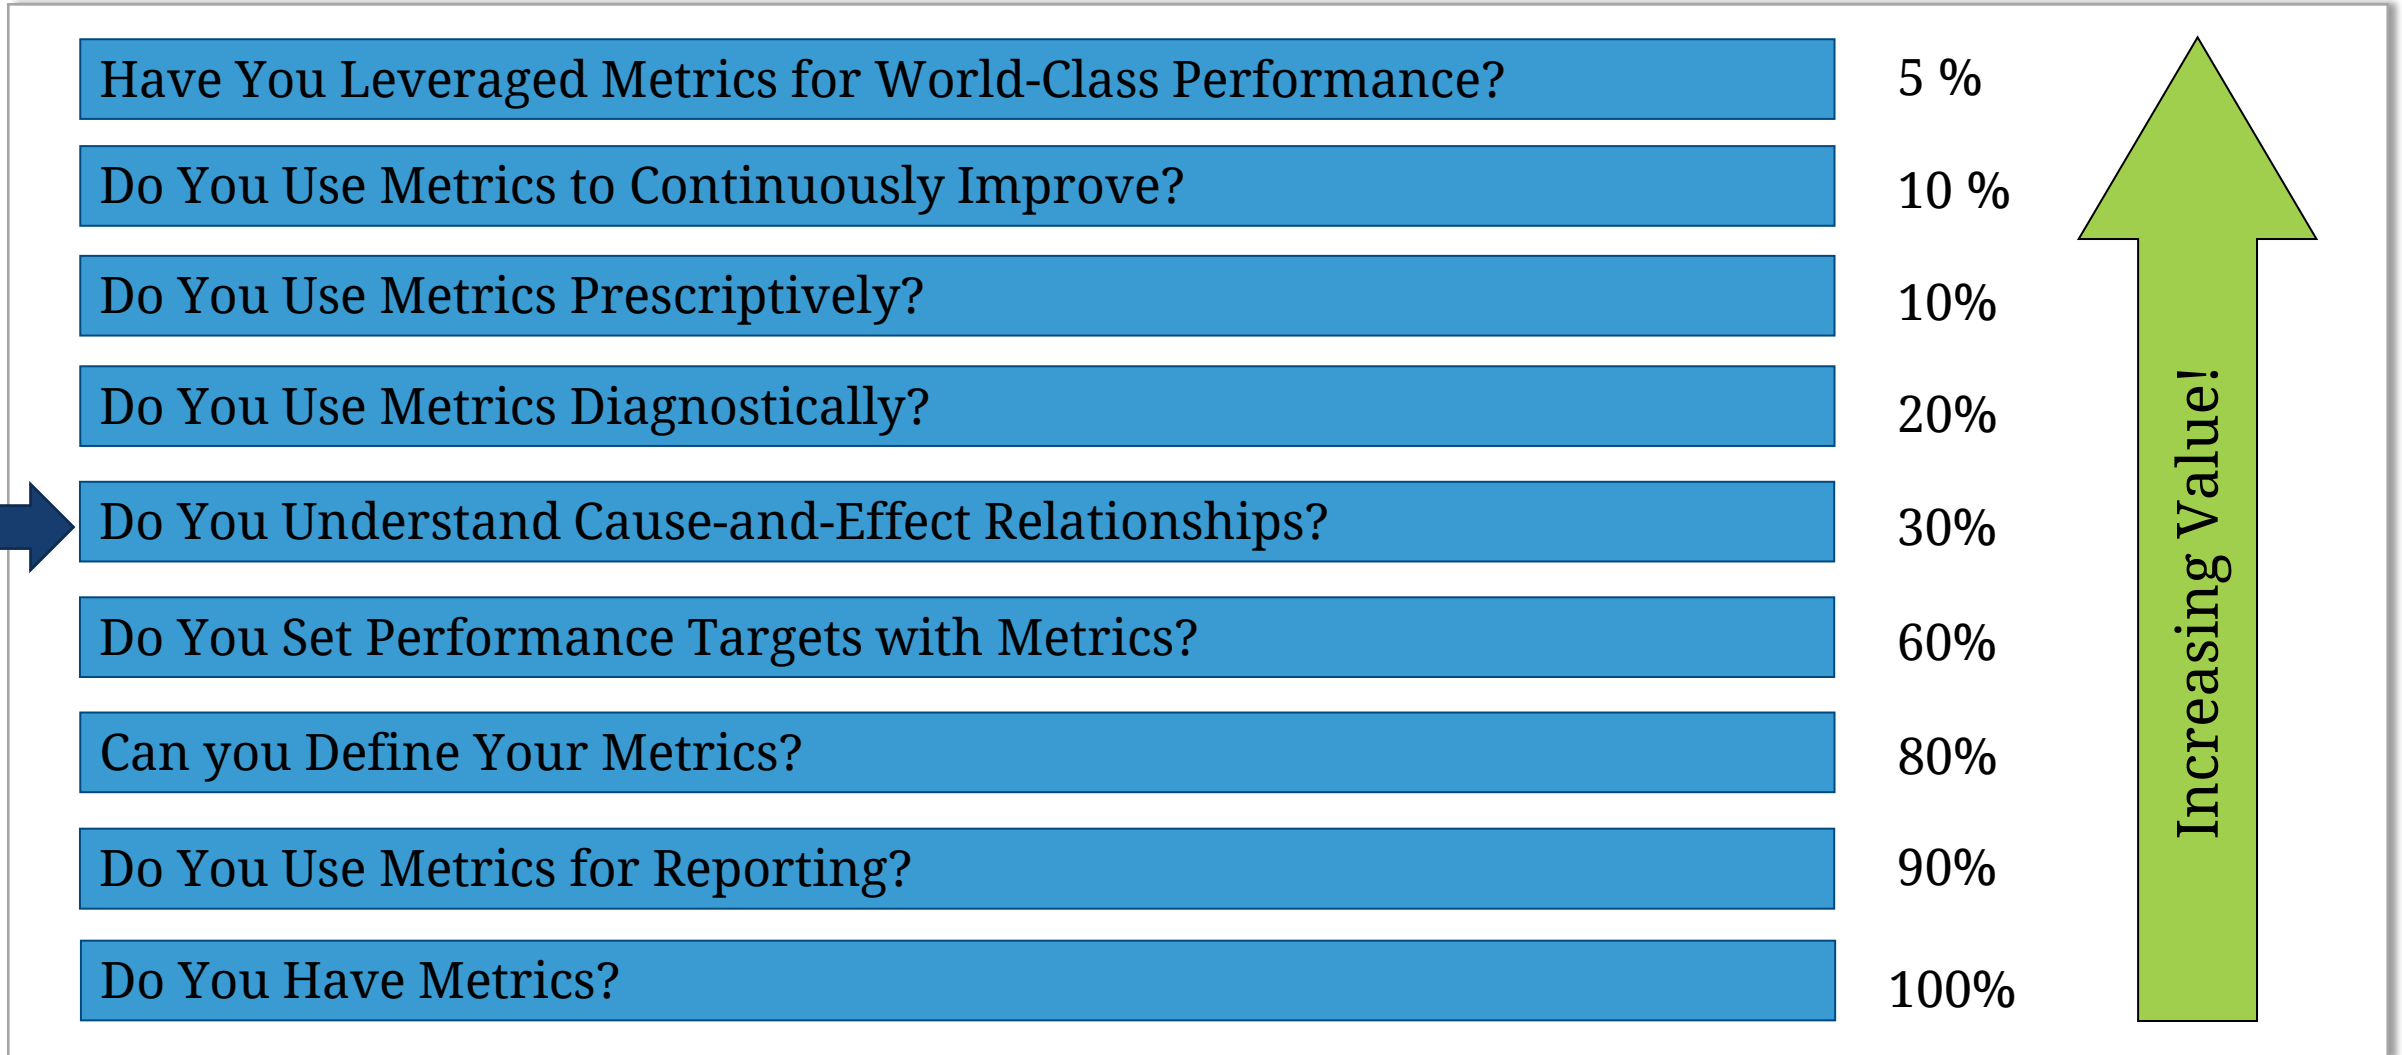 Have You Leveraged Metrics for World-Class Performance? 5 %
Do You Use Metrics to Continuously Improve? 10 %
Do You Use Metrics Prescriptively? 10%
Do You Use Metrics Diagnostically? 20%
Do You Understand Cause-and-Effect Relationships? 30%
Do You Set Performance Targets with Metrics? 60%
Can you Define Your Metrics? 80%
Do You Use Metrics for Reporting? 90%
Do You Have Metrics? 100%
Increasing Value!